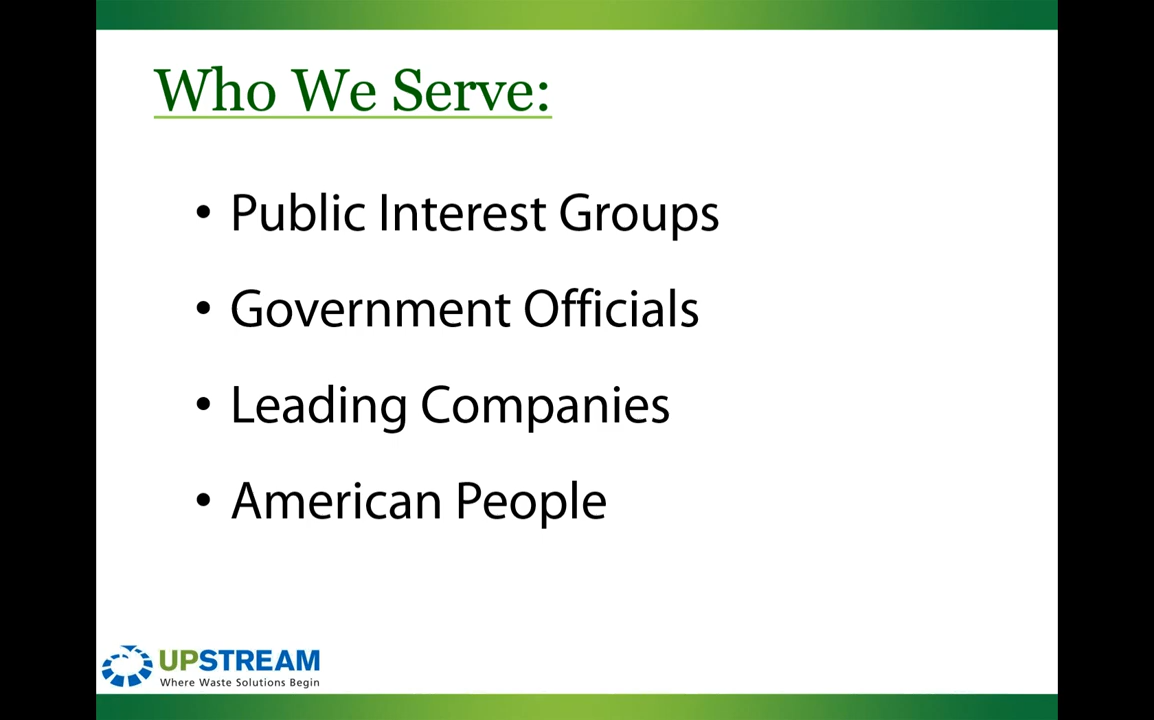 Who We Serve:
• Public Interest Groups
• Government Officials
• Leading Companies
• American People
UPSTREAM
Where Waste Solutions Begin